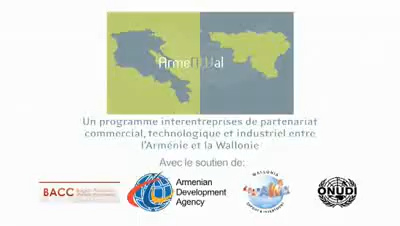 ArmeNWal
Un programme interentreprises de partenariat
commercial, technologique et industriel entre
l'Arménie et la Wallonie
Avec le soutien de:
BACC
Armenian
Development
Agency
WALLONIA
ONUDI